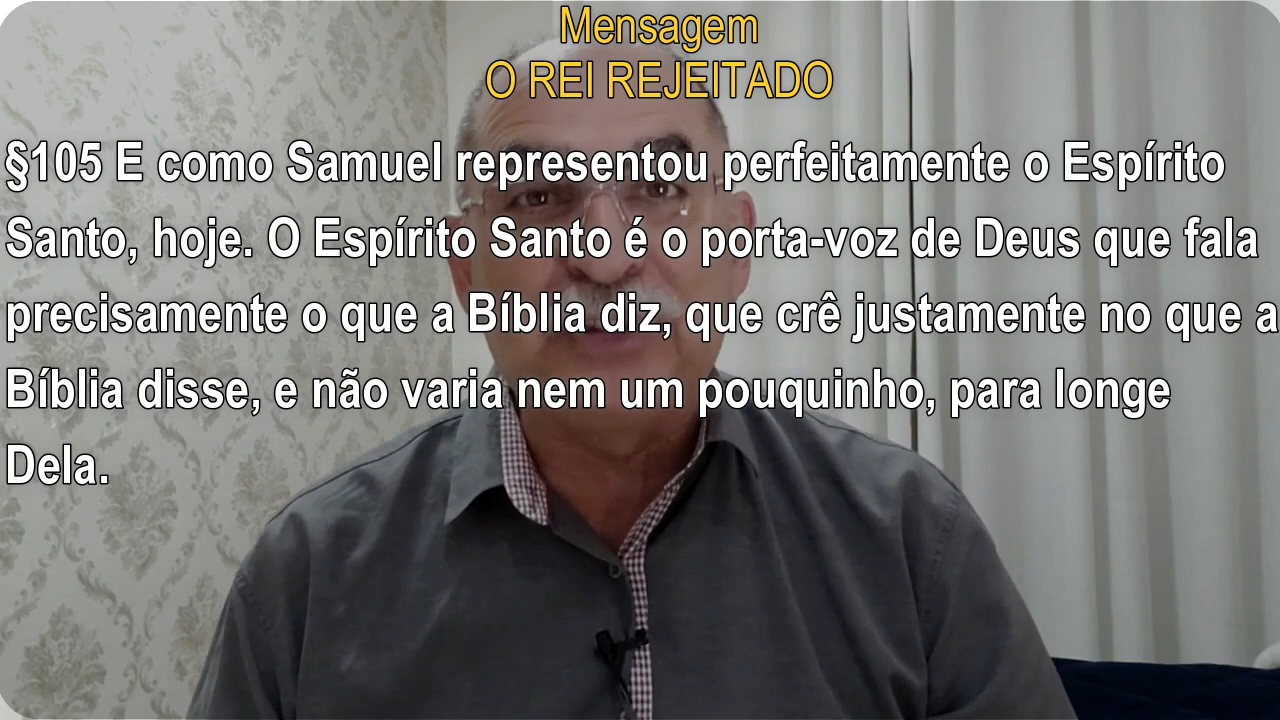 Mensagem
O REI REJEITADO
§105 E como Samuel representou perfeitamente o Espírito
Santo, hoje. O Espírito Santo é o porta-voz de Deus que fala
precisamente o que a Bíblia diz, que crê justamente no que a
Bíblia disse, e não varia nem um pouquinho, para longe
Dela.